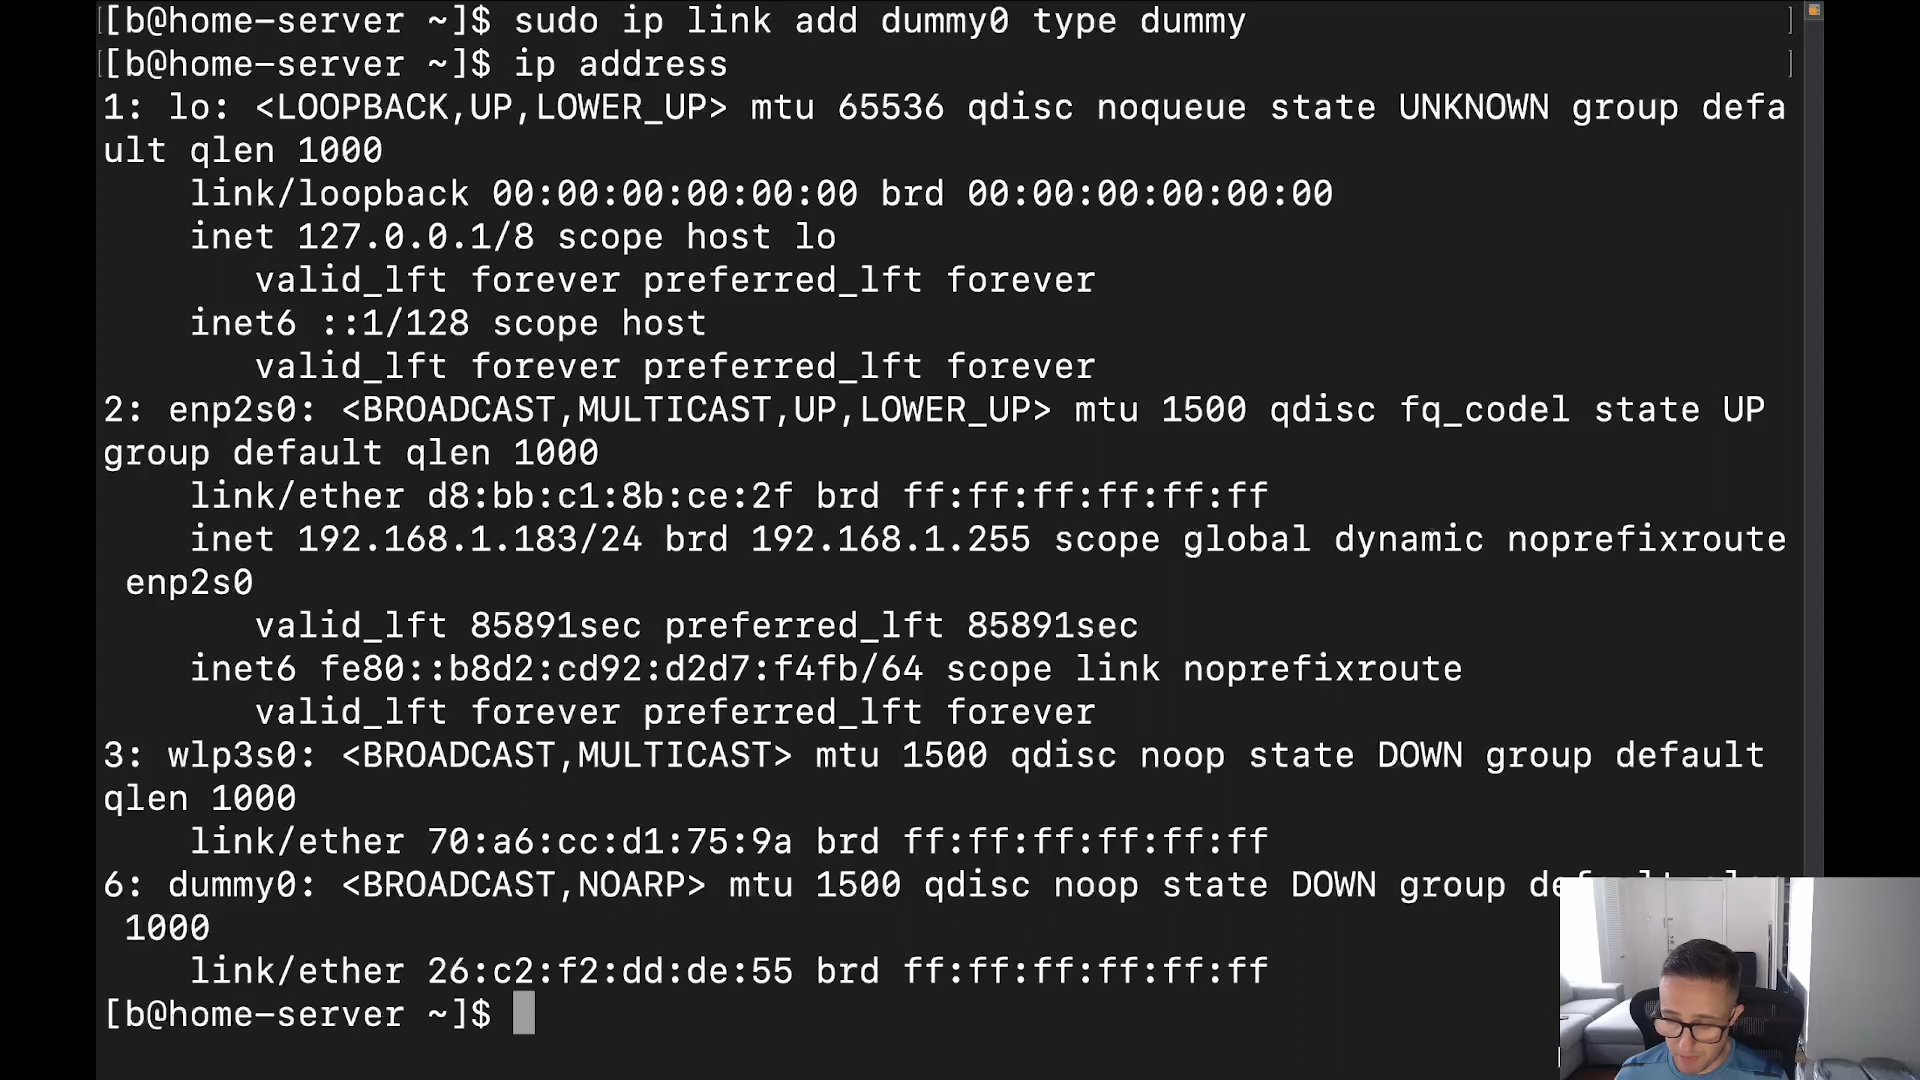 [b@home-server ~]$ sudo ip link add dummy0 type dummy
[b@home-server ~]$ ip address
1: lo: <LOOPBACK,UP,LOWER_UP> mtu 65536 qdisc noqueue state UNKNOWN group defa
ult qlen 1000
link/loopback 00:00:00:00:00:00 brd 00:00:00:00:00:00
inet 127.0.0.1/8 scope host lo
valid_lft forever preferred_lft forever
inet6 ::1/128 scope host
valid_lft forever preferred_lft forever
2: enp2s0: <BROADCAST,MULTICAST,UP,LOWER_UP> mtu 1500 qdisc fq_codel state UP
group default qlen 1000
link/ether d8:bb:c1:8b:ce:2f brd ff:ff:ff:ff:ff:ff
inet 192.168.1.183/24 brd 192.168.1.255 scope global dynamic noprefixroute
enp2s0
valid_lft 85891sec preferred_lft 85891sec
inet6 fe80::b8d2:cd92:d2d7:f4fb/64 scope link noprefixroute
valid_lft forever preferred_lft forever
3: wlp3s0: <BROADCAST,MULTICAST> mtu 1500 qdisc noop state DOWN group default
qlen 1000
link/ether 70:a6:cc:d1:75:9a brd ff:ff:ff:ff:ff:ff
6: dummy0: <BROADCAST,NOARP> mtu 1500 qdisc noop state DOWN group
1000
link/ether 26:c2:f2:dd:de:55 brd ff:ff:ff:ff:ff:ff
[b@home-server ~]$